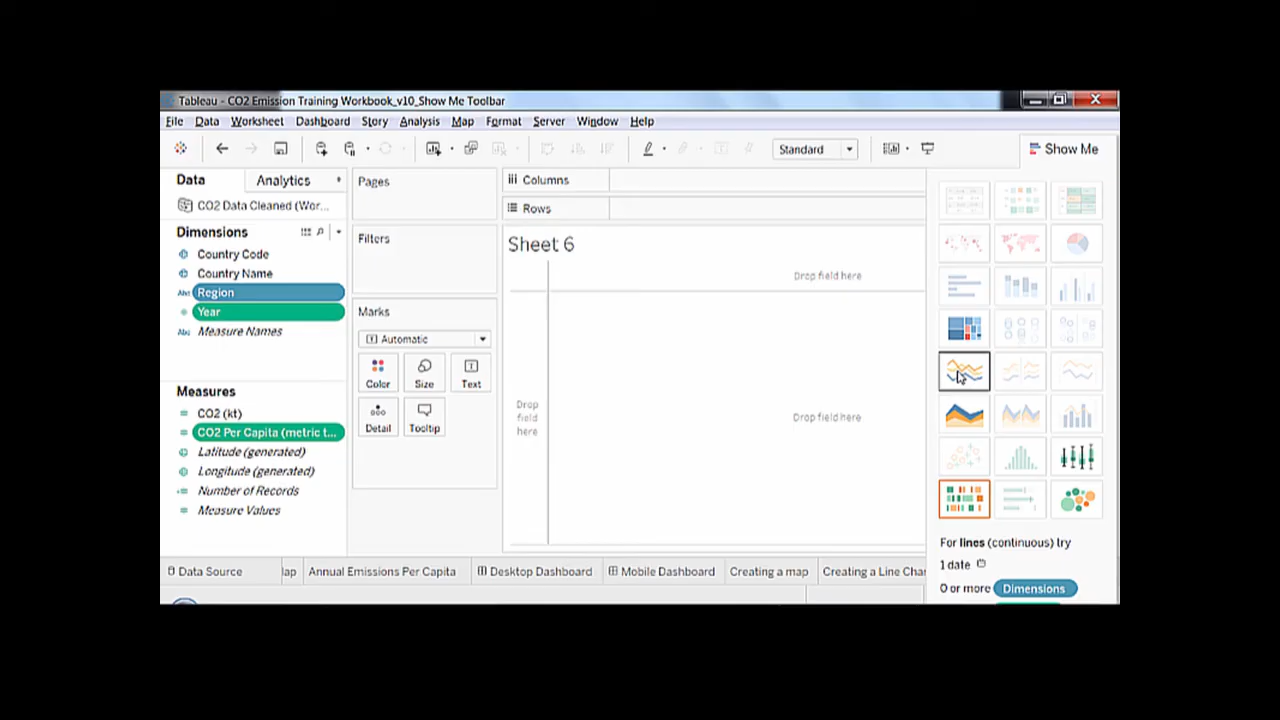 Tableau - CO2 Emission Training Workbook_v10_Show Me Toolbar
File Data Worksheet Dashboard Story Analysis Map Format Server Window Help
Standard
Show Me
Data Analytics
CO2 Data Cleaned (Wor...
Dimensions
Country Code
Country Name
Abc Region
Year
Abc Measure Names
Measures
CO2 (kt)
CO2 Per Capita (metric t...
Latitude (generated)
Longitude (generated)
Number of Records
Measure Values
Pages
Filters
Marks
Automatic
Color Size Text
Detail Tooltip
Columns
Rows
Sheet 6
Drop field here
Drop
field
here
Drop field here
For lines (continuous) try
1 date
0 or more Dimensions
Data Source Annual Emissions Per Capita Desktop Dashboard Mobile Dashboard Creating a map Creating a Line Char